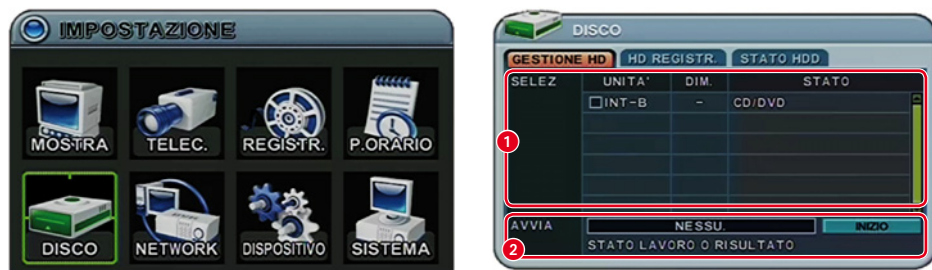 IMPOSTAZIONE
MOSTRA TELEC. REGISTR. P.ORARIO
DISCO NETWORK DISPOSITIVO SISTEMA
DISCO
GESTIONE HD HD REGISTR. STATO HDD
SELEZ UNITA' DIM. STATO
INT-B - CD/DVD
1
AVVIA NESSU. INIZIO
2
STATO LAVORO O RISULTATO